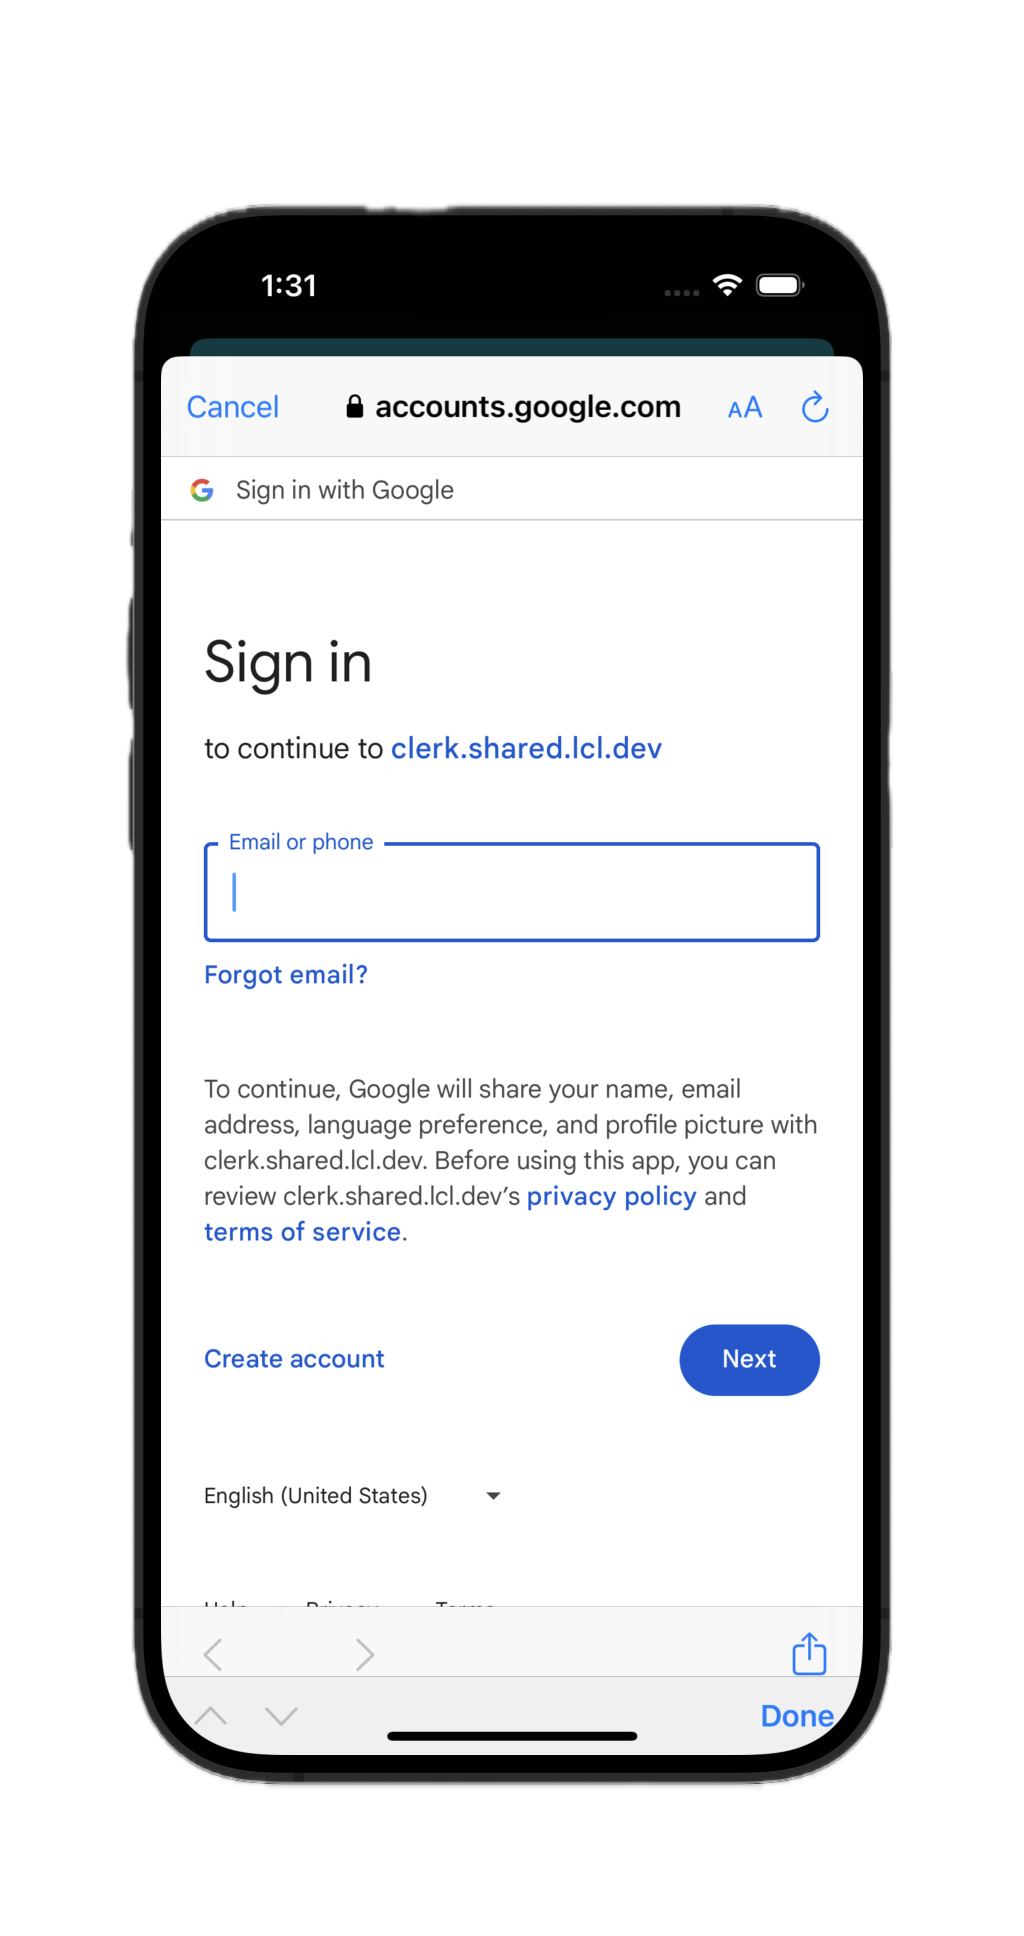 1:31
Cancel accounts.google.com AA
Sign in with Google
Sign in
to continue to clerk.shared.lcl.dev
Email or phone
Forgot email?
To continue, Google will share your name, email
address, language preference, and profile picture with
clerk.shared.lcl.dev. Before using this app, you can
review clerk.shared.lcl.dev’s privacy policy and
terms of service.
Create account Next
English (United States)
Help Privacy Terms
Done